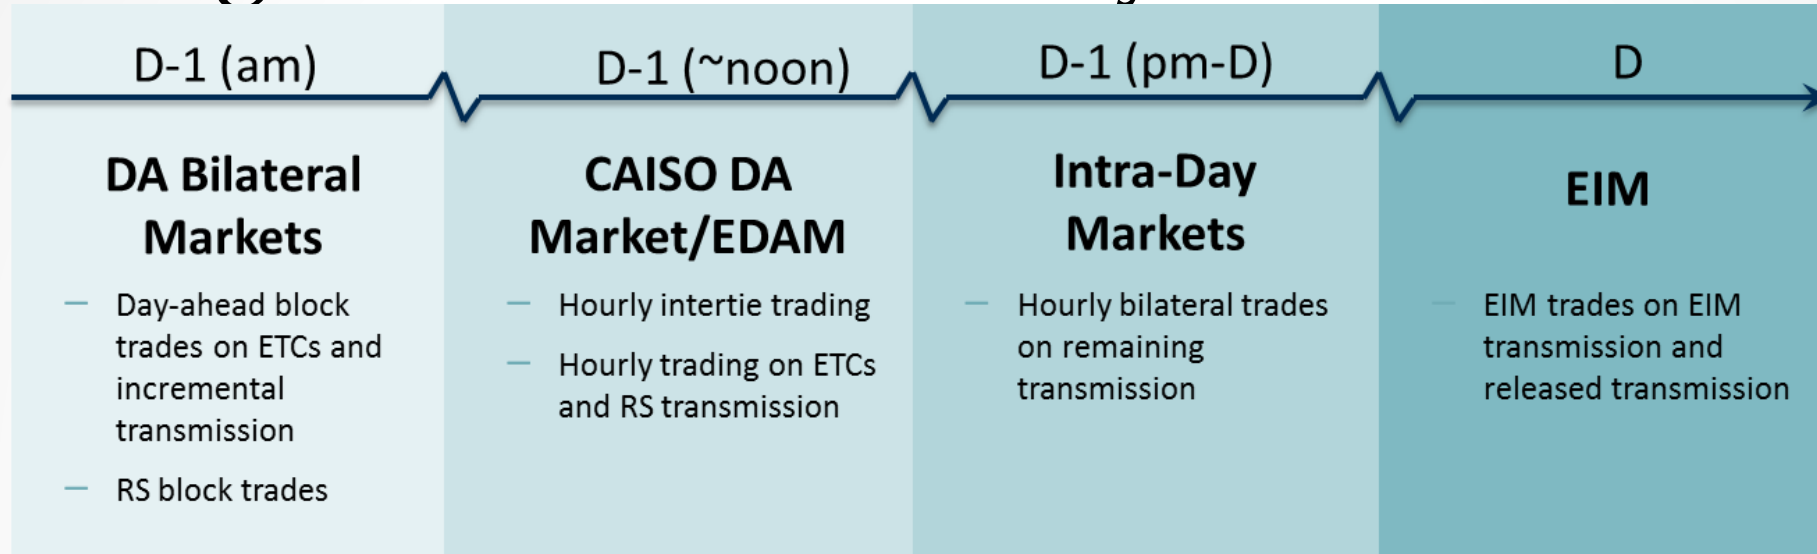 D-1 (am)
DA Bilateral
Markets
— Day-ahead block
trades on ETCs and
incremental
transmission
— RS block trades
D-1 (~noon)
CAISO DA
Market/EDAM
— Hourly intertie trading
— Hourly trading on ETCs
and RS transmission
D-1 (pm-D)
Intra-Day
Markets
— Hourly bilateral trades
on remaining
transmission
D
EIM
— EIM trades on EIM
transmission and
released transmission